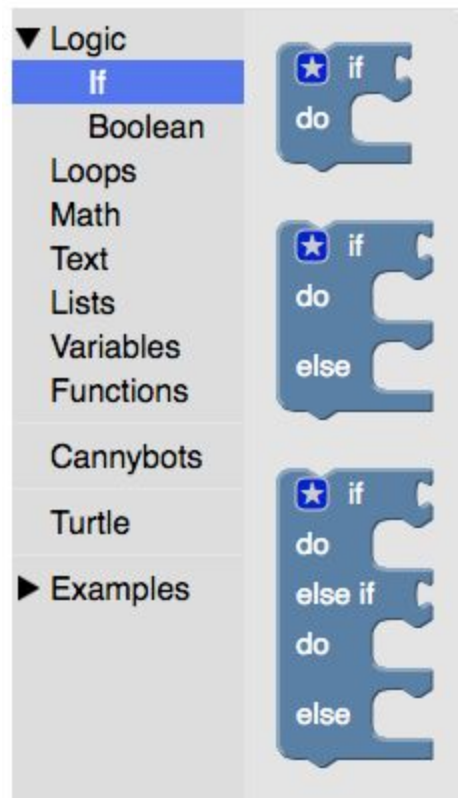 Logic
If
Boolean
Loops
Math
Text
Lists
Variables
Functions
Cannybots
Turtle
Examples
if
do
if
do
else
if
do
else if
do
else